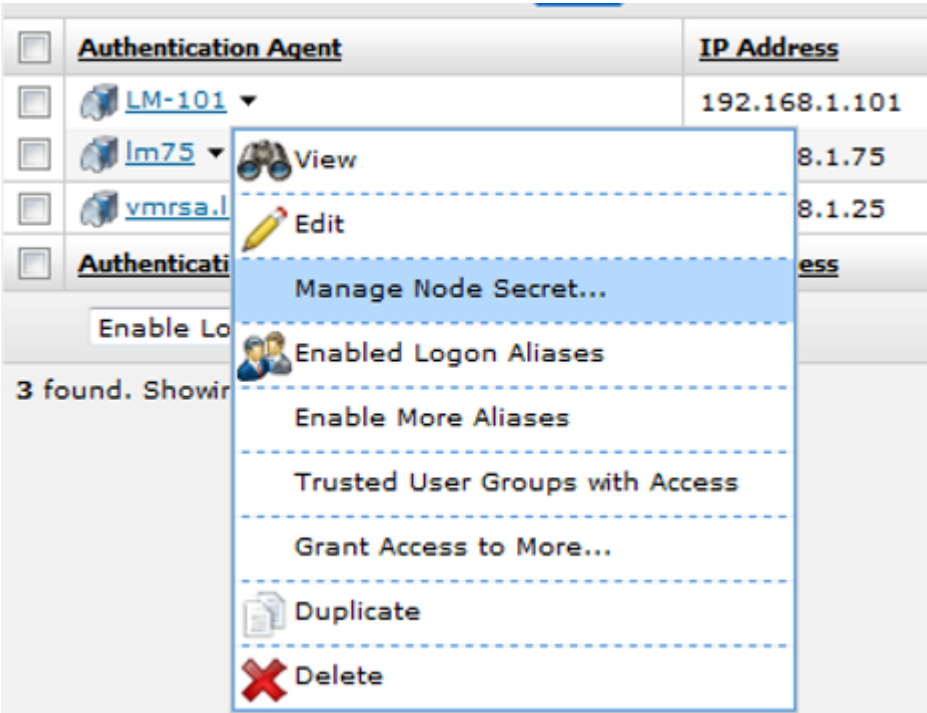 Authentication Agent IP Address
LM-101 192.168.1.101
lm75 8.1.75
vmrsa.l 8.1.25
Authenticati ess
Enable Lo
3 found. Showin
View
Edit
Manage Node Secret...
Enabled Logon Aliases
Enable More Aliases
Trusted User Groups with Access
Grant Access to More...
Duplicate
Delete